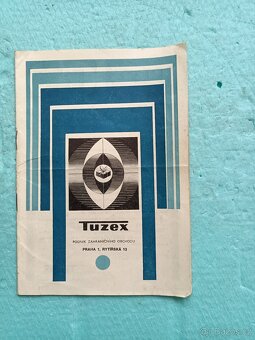 Tuzex
PODNIK ZAHRANIČNÍHO OBCHODU
PRAHA 1, RYTÍŘSKÁ 13